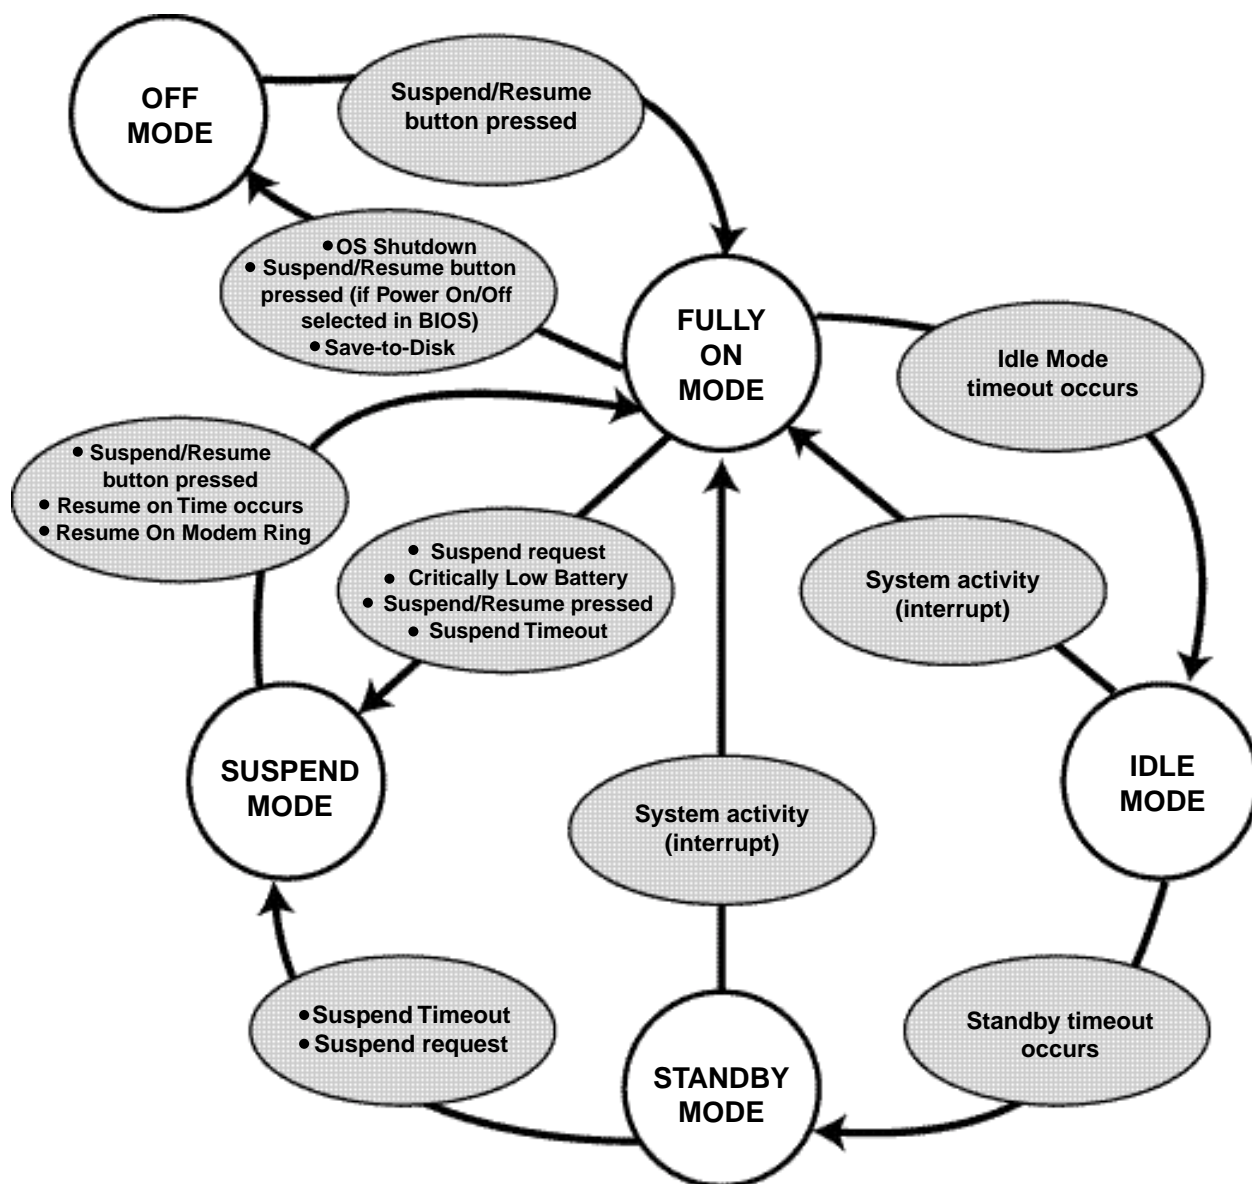 OFF
MODE
Suspend/Resume
button pressed
•OS Shutdown
• Suspend/Resume button
pressed (if Power On/Off
selected in BIOS)
•Save-to-Disk
FULLY
ON
MODE
Idle Mode
timeout occurs
• Suspend/Resume
button pressed
• Resume on Time occurs
• Resume On Modem Ring
• Suspend request
• Critically Low Battery
• Suspend/Resume pressed
• Suspend Timeout
System activity
(interrupt)
SUSPEND
MODE
System activity
(interrupt)
IDLE
MODE
•Suspend Timeout
•Suspend request
STANDBY
MODE
Standby timeout
occurs